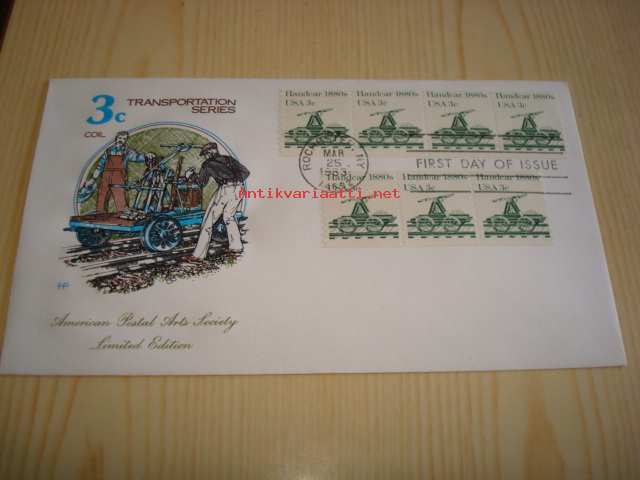 3c
COIL
TRANSPORTATION
SERIES
Handcar 1880s Handcar 1880s Handcar 1880s Handcar 1880s
USA 3c USA 3c USA 3c USA 3c
MAR
25
1983
NY
FIRST DAY OF ISSUE
Handcar 1880s Handcar 1880s Handcar 1880s
USA 3c USA 3c USA 3c
Antikvariaatti.net
American Postal Arts Society
Limited Edition